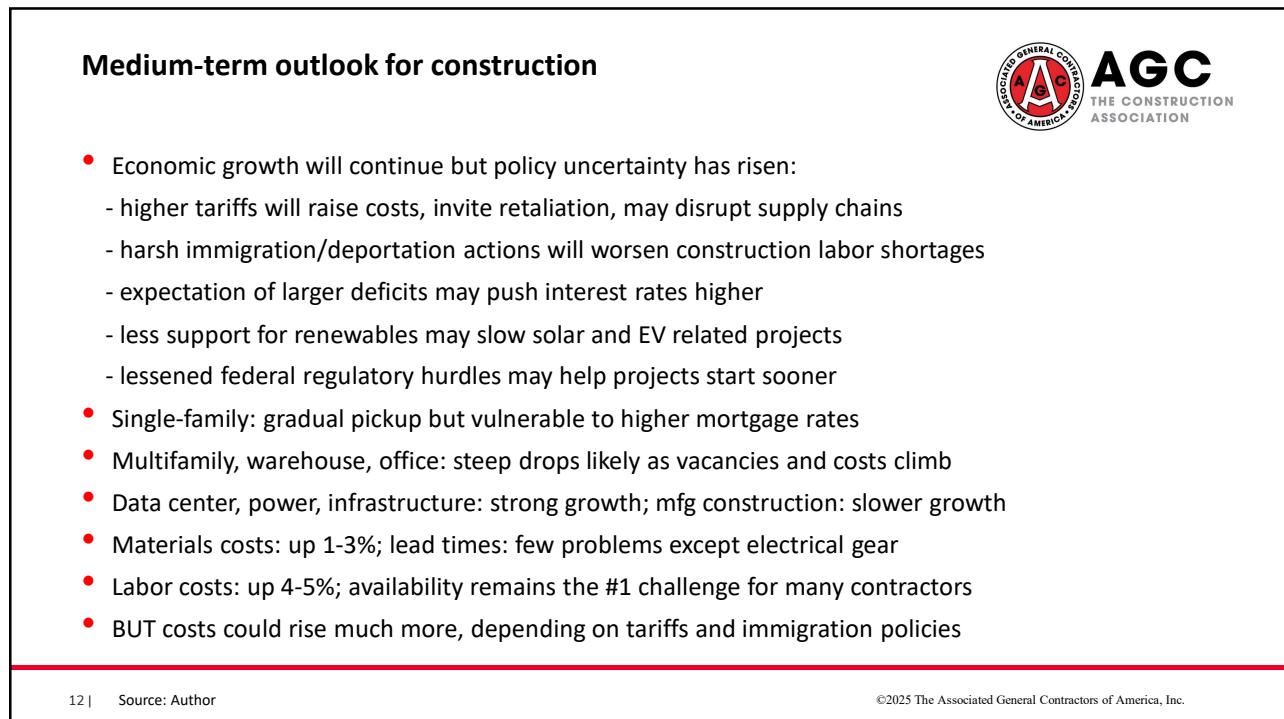 Medium-term outlook for construction
ASSOCIATED GENERAL CONTRACTORS
OF AMERICA
A G C
AGC
THE CONSTRUCTION
ASSOCIATION
• Economic growth will continue but policy uncertainty has risen:
- higher tariffs will raise costs, invite retaliation, may disrupt supply chains
- harsh immigration/deportation actions will worsen construction labor shortages
- expectation of larger deficits may push interest rates higher
- less support for renewables may slow solar and EV related projects
- lessened federal regulatory hurdles may help projects start sooner
• Single-family: gradual pickup but vulnerable to higher mortgage rates
• Multifamily, warehouse, office: steep drops likely as vacancies and costs climb
• Data center, power, infrastructure: strong growth; mfg construction: slower growth
• Materials costs: up 1-3%; lead times: few problems except electrical gear
• Labor costs: up 4-5%; availability remains the #1 challenge for many contractors
• BUT costs could rise much more, depending on tariffs and immigration policies
12 | Source: Author
©2025 The Associated General Contractors of America, Inc.